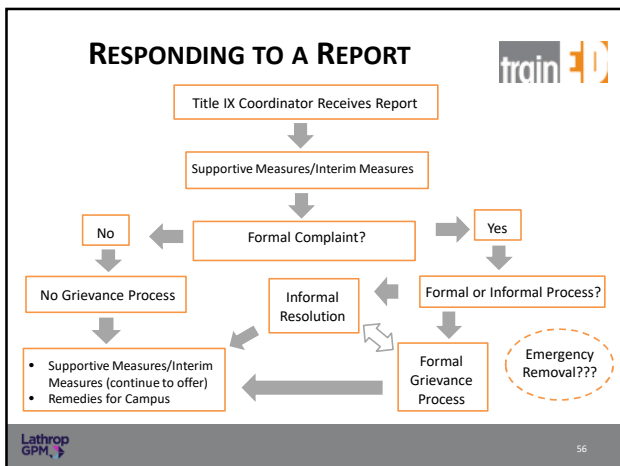 RESPONDING TO A REPORT
trainED
Title IX Coordinator Receives Report
Supportive Measures/Interim Measures
No
Formal Complaint?
Yes
No Grievance Process
Informal
Resolution
Formal or Informal Process?
• Supportive Measures/Interim
Measures (continue to offer)
• Remedies for Campus
Formal
Grievance
Process
Emergency
Removal???
Lathrop
GPM
56